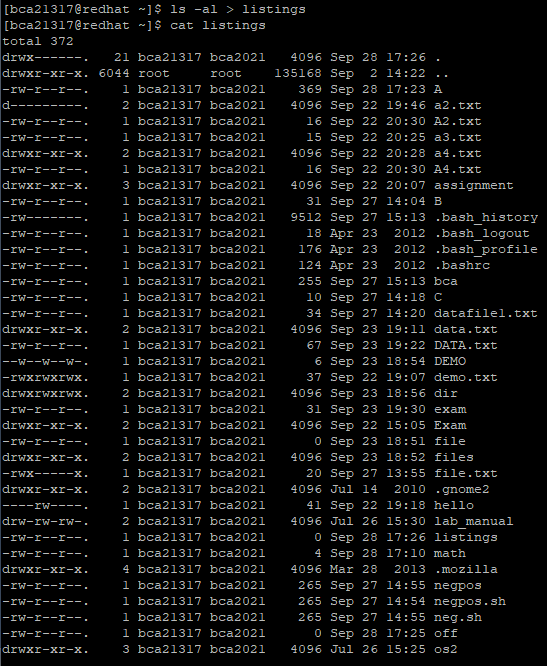 [bca21317@redhat ~]$ ls -al > listings
[bca21317@redhat ~]$ cat listings
total 372
drwx------. 21 bca21317 bca2021 4096 Sep 28 17:26 .
drwxr-xr-x. 6044 root root 135168 Sep 2 14:22 ..
-rw-r--r--. 1 bca21317 bca2021 369 Sep 28 17:23 A
d---------. 2 bca21317 bca2021 4096 Sep 22 19:46 a2.txt
-rw-r--r--. 1 bca21317 bca2021 16 Sep 22 20:30 A2.txt
-rw-r--r--. 1 bca21317 bca2021 15 Sep 22 20:25 a3.txt
drwxr-xr-x. 2 bca21317 bca2021 4096 Sep 22 20:28 a4.txt
-rw-r--r--. 1 bca21317 bca2021 16 Sep 22 20:30 A4.txt
drwxr-xr-x. 3 bca21317 bca2021 4096 Sep 22 20:07 assignment
-rw-r--r--. 1 bca21317 bca2021 31 Sep 27 14:04 B
-rw-------. 1 bca21317 bca2021 9512 Sep 27 15:13 .bash_history
-rw-r--r--. 1 bca21317 bca2021 18 Apr 23 2012 .bash_logout
-rw-r--r--. 1 bca21317 bca2021 176 Apr 23 2012 .bash_profile
-rw-r--r--. 1 bca21317 bca2021 124 Apr 23 2012 .bashrc
-rw-r--r--. 1 bca21317 bca2021 255 Sep 27 15:13 bca
-rw-r--r--. 1 bca21317 bca2021 10 Sep 27 14:18 C
-rw-r--r--. 1 bca21317 bca2021 34 Sep 27 14:20 datafile1.txt
drwxr-xr-x. 2 bca21317 bca2021 4096 Sep 23 19:11 data.txt
-rw-r--r--. 1 bca21317 bca2021 67 Sep 23 19:22 DATA.txt
--w--w--w-. 1 bca21317 bca2021 6 Sep 23 18:54 DEMO
-rwxrwxrwx. 1 bca21317 bca2021 37 Sep 22 19:07 demo.txt
drwxrwxrwx. 2 bca21317 bca2021 4096 Sep 23 18:56 dir
-rw-r--r--. 1 bca21317 bca2021 31 Sep 23 19:30 exam
drwxr-xr-x. 2 bca21317 bca2021 4096 Sep 22 15:05 Exam
-rw-r--r--. 1 bca21317 bca2021 0 Sep 23 18:51 file
drwxr-xr-x. 2 bca21317 bca2021 4096 Sep 23 18:52 files
-rwx-----x. 1 bca21317 bca2021 20 Sep 27 13:55 file.txt
drwxr-xr-x. 2 bca21317 bca2021 4096 Jul 14 2010 .gnome2
----rw----. 1 bca21317 bca2021 41 Sep 22 19:18 hello
drw-rw-rw-. 2 bca21317 bca2021 4096 Jul 26 15:30 lab_manual
-rw-r--r--. 1 bca21317 bca2021 0 Sep 28 17:26 listings
-rw-r--r--. 1 bca21317 bca2021 4 Sep 28 17:10 math
drwxr-xr-x. 4 bca21317 bca2021 4096 Mar 28 2013 .mozilla
-rw-r--r--. 1 bca21317 bca2021 265 Sep 27 14:55 negpos
-rw-r--r--. 1 bca21317 bca2021 265 Sep 27 14:54 negpos.sh
-rw-r--r--. 1 bca21317 bca2021 265 Sep 27 14:55 neg.sh
-rw-r--r--. 1 bca21317 bca2021 0 Sep 28 17:25 off
drwxr-xr-x. 3 bca21317 bca2021 4096 Jul 26 15:25 os2